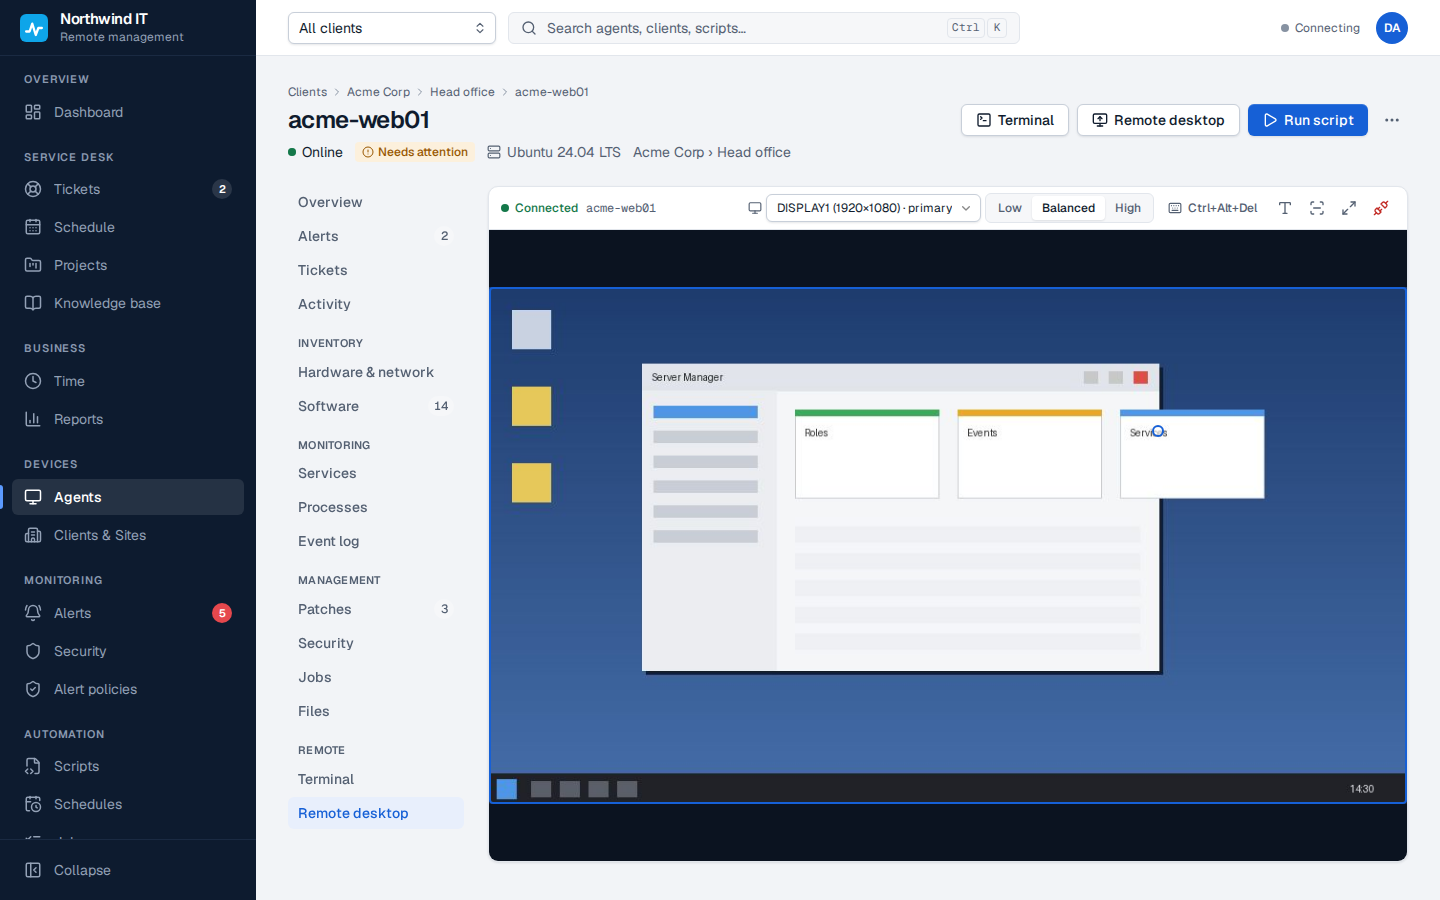 Northwind IT
Remote management
OVERVIEW
Dashboard
SERVICE DESK
Tickets 2
Schedule
Projects
Knowledge base
BUSINESS
Time
Reports
DEVICES
Agents
Clients & Sites
MONITORING
Alerts 5
Security
Alert policies
AUTOMATION
Scripts
Schedules
Collapse
All clients
Search agents, clients, scripts...
Ctrl K
Connecting
DA
Clients > Acme Corp > Head office > acme-web01
acme-web01
Terminal
Remote desktop
Run script
Online
Needs attention
Ubuntu 24.04 LTS
Acme Corp › Head office
Overview
Alerts 2
Tickets
Activity
INVENTORY
Hardware & network
Software 14
MONITORING
Services
Processes
Event log
MANAGEMENT
Patches 3
Security
Jobs
Files
REMOTE
Terminal
Remote desktop
Connected acme-web01
DISPLAY1 (1920×1080) · primary
Low Balanced High
Ctrl+Alt+Del
Server Manager
Roles
Events
Services
14:30